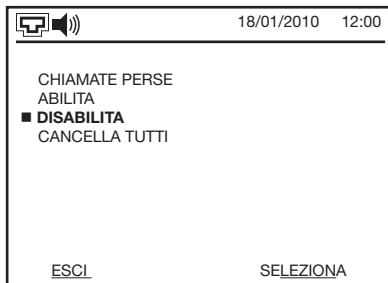 18/01/2010 12:00
CHIAMATE PERSE
ABILITA
DISABILITA
CANCELLA TUTTI
ESCI SELEZIONA